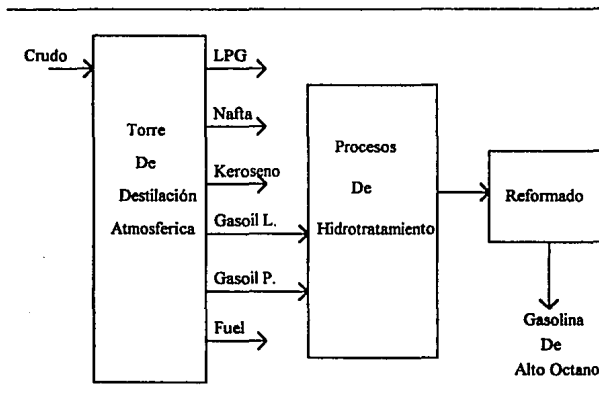 Crudo
Torre
De
Destilación
Atmosferica
LPG
Nafta
Keroseno
Gasoil L.
Gasoil P.
Fuel
Procesos
De
Hidrotratamiento
Reformado
Gasolina
De
Alto Octano